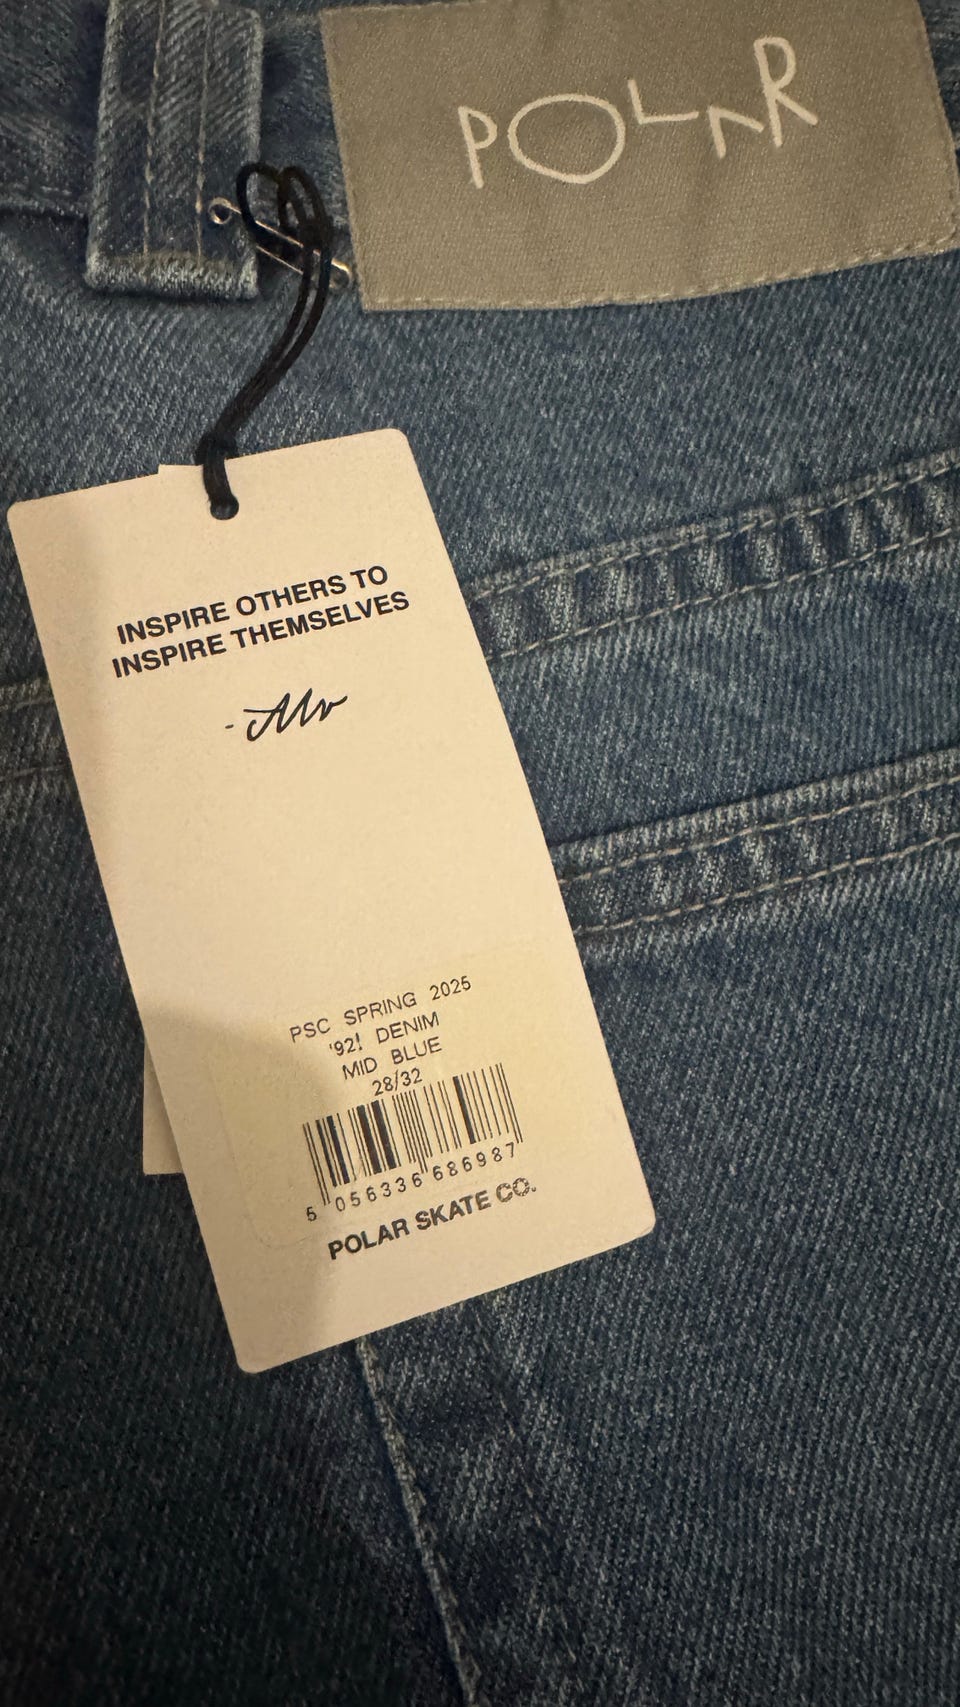 POLAR
INSPIRE OTHERS TO
INSPIRE THEMSELVES
PSC SPRING 2025
'92! DENIM
MID BLUE
28/32
5 056336 686987
POLAR SKATE CO.